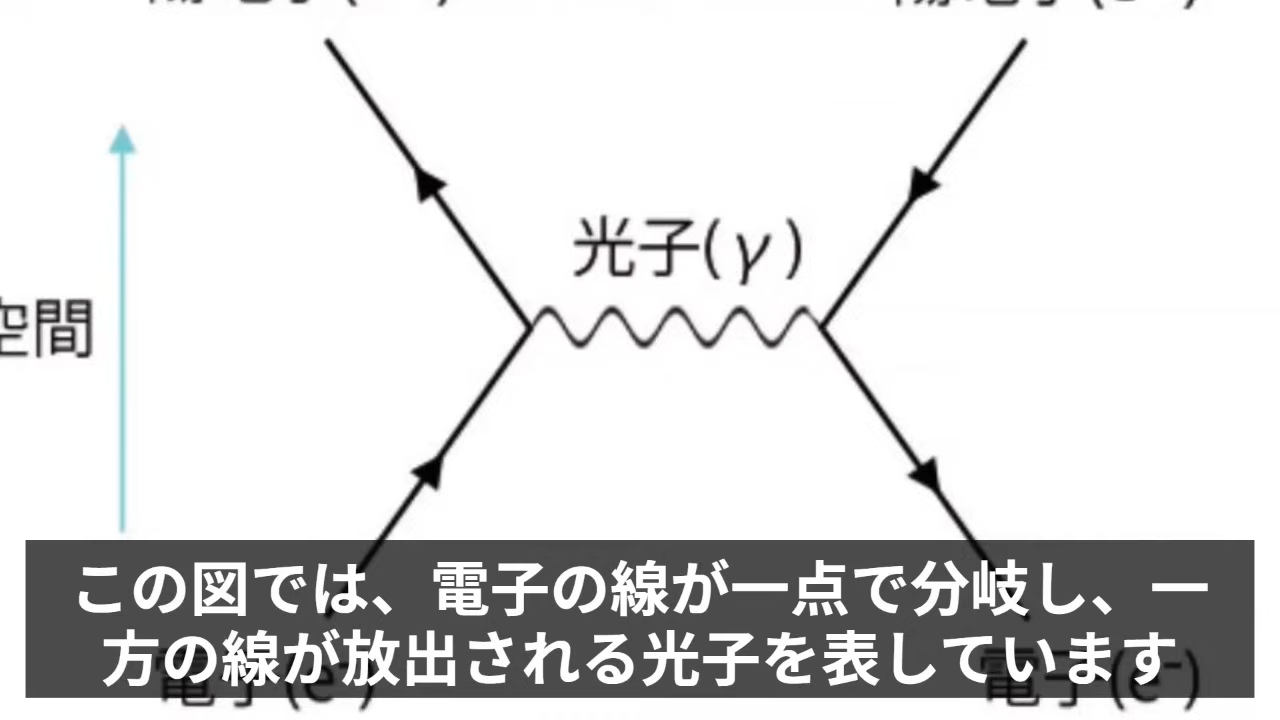 光子(γ)
空間
この図では、電子の線が一点で分岐し、一
方の線が放出される光子を表しています
電子(e⁻)